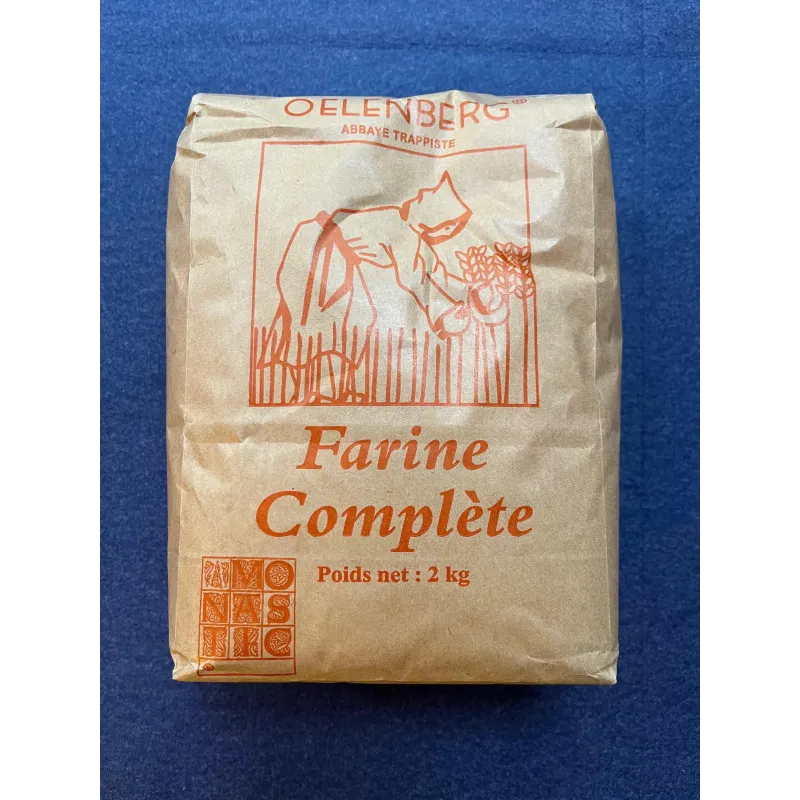 OELENBERG®
ABBAYE TRAPPISTE
Farine
Complète
Poids net : 2 kg
MO
NAS
TIC
®